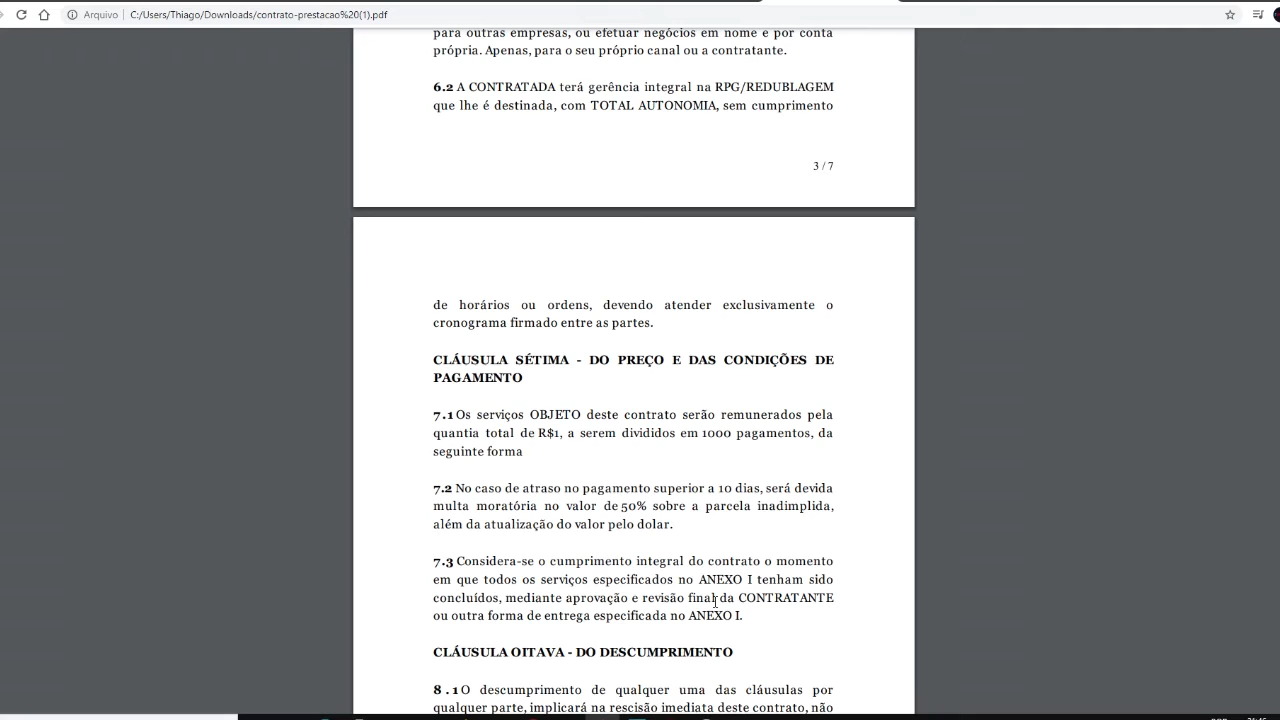 Arquivo C:/Users/Thiago/Downloads/contrato-prestacao%20(1).pdf
para outras empresas, ou efetuar negócios em nome e por conta
própria. Apenas, para o seu próprio canal ou a contratante.
6.2 A CONTRATADA terá gerência integral na RPG/REDUBLAGEM
que lhe é destinada, com TOTAL AUTONOMIA, sem cumprimento
3 / 7
de horários ou ordens, devendo atender exclusivamente o
cronograma firmado entre as partes.
CLÁUSULA SÉTIMA - DO PREÇO E DAS CONDIÇÕES DE
PAGAMENTO
7.1 Os serviços OBJETO deste contrato serão remunerados pela
quantia total de R$1, a serem divididos em 1000 pagamentos, da
seguinte forma
7.2 No caso de atraso no pagamento superior a 10 dias, será devida
multa moratória no valor de 50% sobre a parcela inadimplida,
além da atualização do valor pelo dolar.
7.3 Considera-se o cumprimento integral do contrato o momento
em que todos os serviços especificados no ANEXO I tenham sido
concluídos, mediante aprovação e revisão final da CONTRATANTE
ou outra forma de entrega especificada no ANEXO I.
CLÁUSULA OITAVA - DO DESCUMPRIMENTO
8.1 O descumprimento de qualquer uma das cláusulas por
qualquer parte, implicará na rescisão imediata deste contrato, não